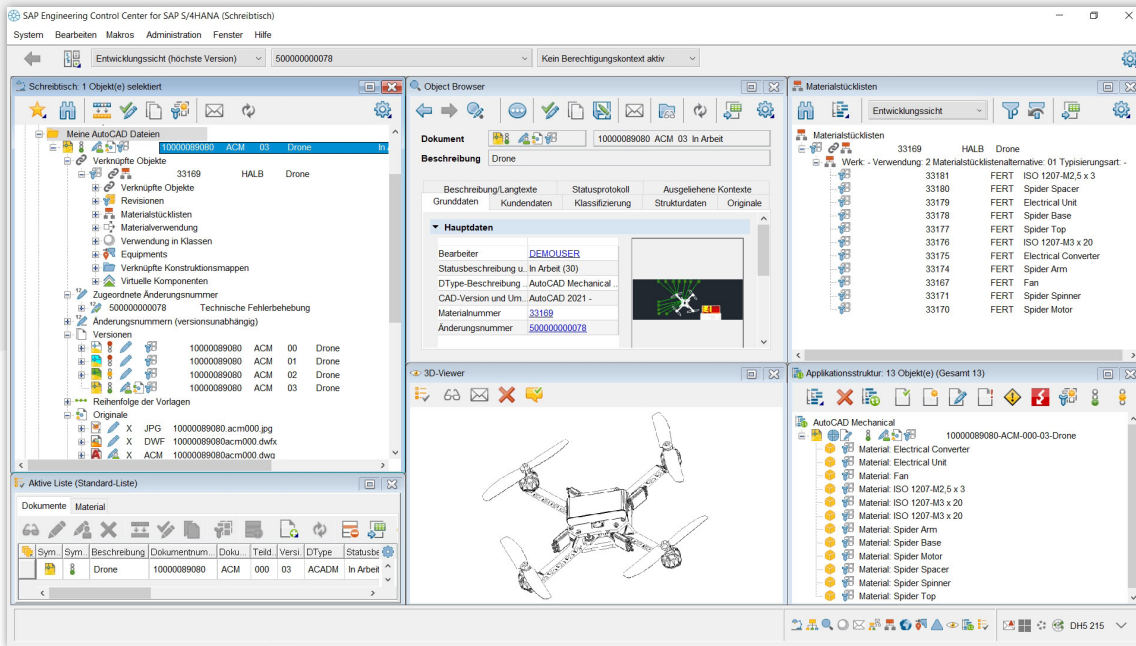 SAP Engineering Control Center for SAP S/4HANA (Schreibtisch)
System Bearbeiten Makros Administration Fenster Hilfe
Entwicklungssicht (höchste Version) 500000000078 Kein Berechtigungskontext aktiv
Schreibtisch: 1 Objekt(e) selektiert
Meine AutoCAD Dateien
10000089080 ACM 03 Drone In
Verknüpfte Objekte
33169 HALB Drone
Verknüpfte Objekte
Revisionen
Materialstücklisten
Materialverwendung
Verwendung in Klassen
Equipments
Verknüpfte Konstruktionsmappen
Virtuelle Komponenten
Zugeordnete Änderungsnummer
500000000078 Technische Fehlerbehebung
Änderungsnummern (versionsunabhängig)
Versionen
10000089080 ACM 00 Drone
10000089080 ACM 01 Drone
10000089080 ACM 02 Drone
10000089080 ACM 03 Drone
Reihenfolge der Vorlagen
Originale
X JPG 10000089080.acm000.jpg
X DWF 10000089080acm000.dwfx
X ACM 10000089080acm000.dwg
Aktive Liste (Standard-Liste)
Dokumente Material
Sym.. Sym.. Beschreibung Dokumentnum... Doku... Teild.. Versi.. DType Statusbe
Drone 10000089080 ACM 000 03 ACADM In Arbeit
Object Browser
Dokument 10000089080 ACM 03 In Arbeit
Beschreibung Drone
Beschreibung/Langtexte Statusprotokoll Ausgeliehene Kontexte
Grunddaten Kundendaten Klassifizierung Strukturdaten Originale
Hauptdaten
Bearbeiter DEMOUSER
Statusbeschreibung u.. In Arbeit (30)
DType-Beschreibung .. AutoCAD Mechanical ..
CAD-Version und Um.. AutoCAD 2021 -
Materialnummer 33169
Änderungsnummer 500000000078
3D-Viewer
Materialstücklisten
Entwicklungssicht
Materialstücklisten
33169 HALB Drone
Werk: - Verwendung: 2 Materialstücklistenalternative: 01 Typisierungsart: -
33181 FERT ISO 1207-M2,5 x 3
33180 FERT Spider Spacer
33179 FERT Electrical Unit
33178 FERT Spider Base
33177 FERT Spider Top
33176 FERT ISO 1207-M3 x 20
33175 FERT Electrical Converter
33174 FERT Spider Arm
33167 FERT Fan
33171 FERT Spider Spinner
33170 FERT Spider Motor
Applikationsstruktur: 13 Objekt(e) (Gesamt 13)
AutoCAD Mechanical
10000089080-ACM-000-03-Drone
Material: Electrical Converter
Material: Electrical Unit
Material: Fan
Material: ISO 1207-M2,5 x 3
Material: ISO 1207-M3 x 20
Material: ISO 1207-M3 x 20
Material: Spider Arm
Material: Spider Base
Material: Spider Motor
Material: Spider Spacer
Material: Spider Spinner
Material: Spider Top
DH5 215